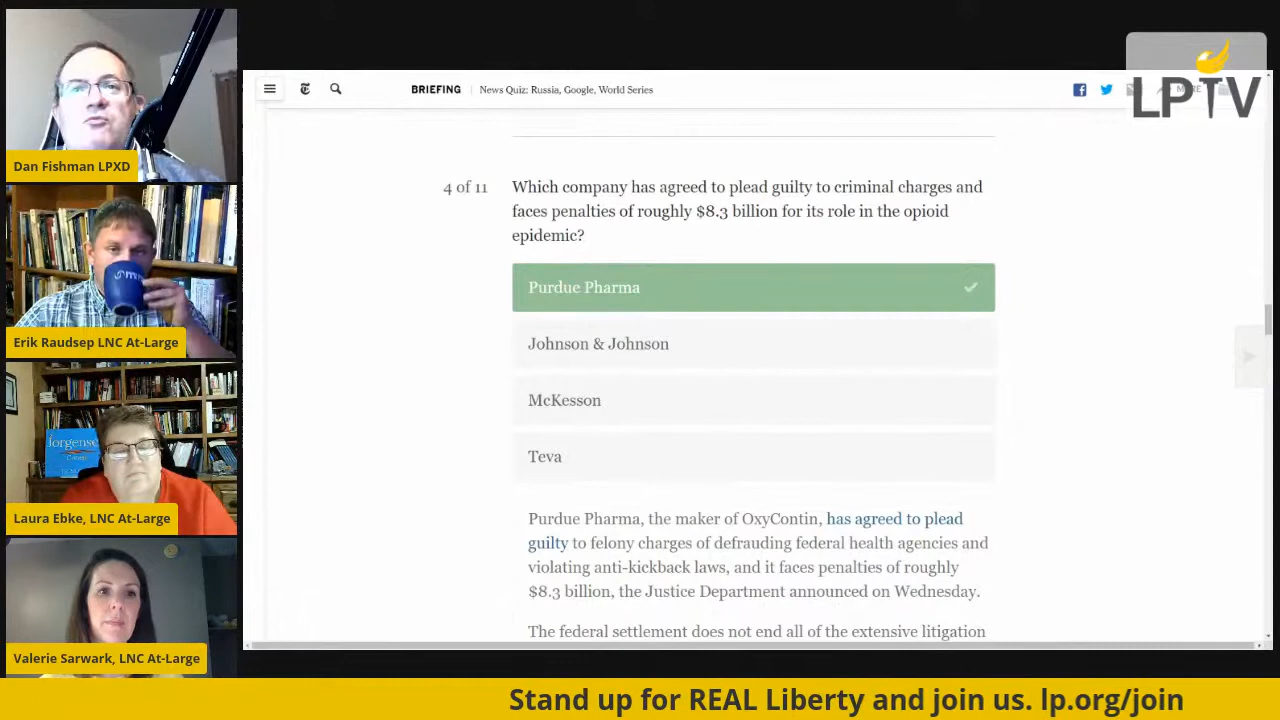 Dan Fishman LPXD
Erik Raudsep LNC At-Large
Jorgensen
Laura Ebke, LNC At-Large
Valerie Sarwark, LNC At-Large
BRIEFING
News Quiz: Russia, Google, World Series
MORE
LPTV
4 of 11
Which company has agreed to plead guilty to criminal charges and
faces penalties of roughly $8.3 billion for its role in the opioid
epidemic?
Purdue Pharma
Johnson & Johnson
McKesson
Teva
Purdue Pharma, the maker of OxyContin, has agreed to plead
guilty to felony charges of defrauding federal health agencies and
violating anti-kickback laws, and it faces penalties of roughly
$8.3 billion, the Justice Department announced on Wednesday.
The federal settlement does not end all of the extensive litigation
Stand up for REAL Liberty and join us. lp.org/join